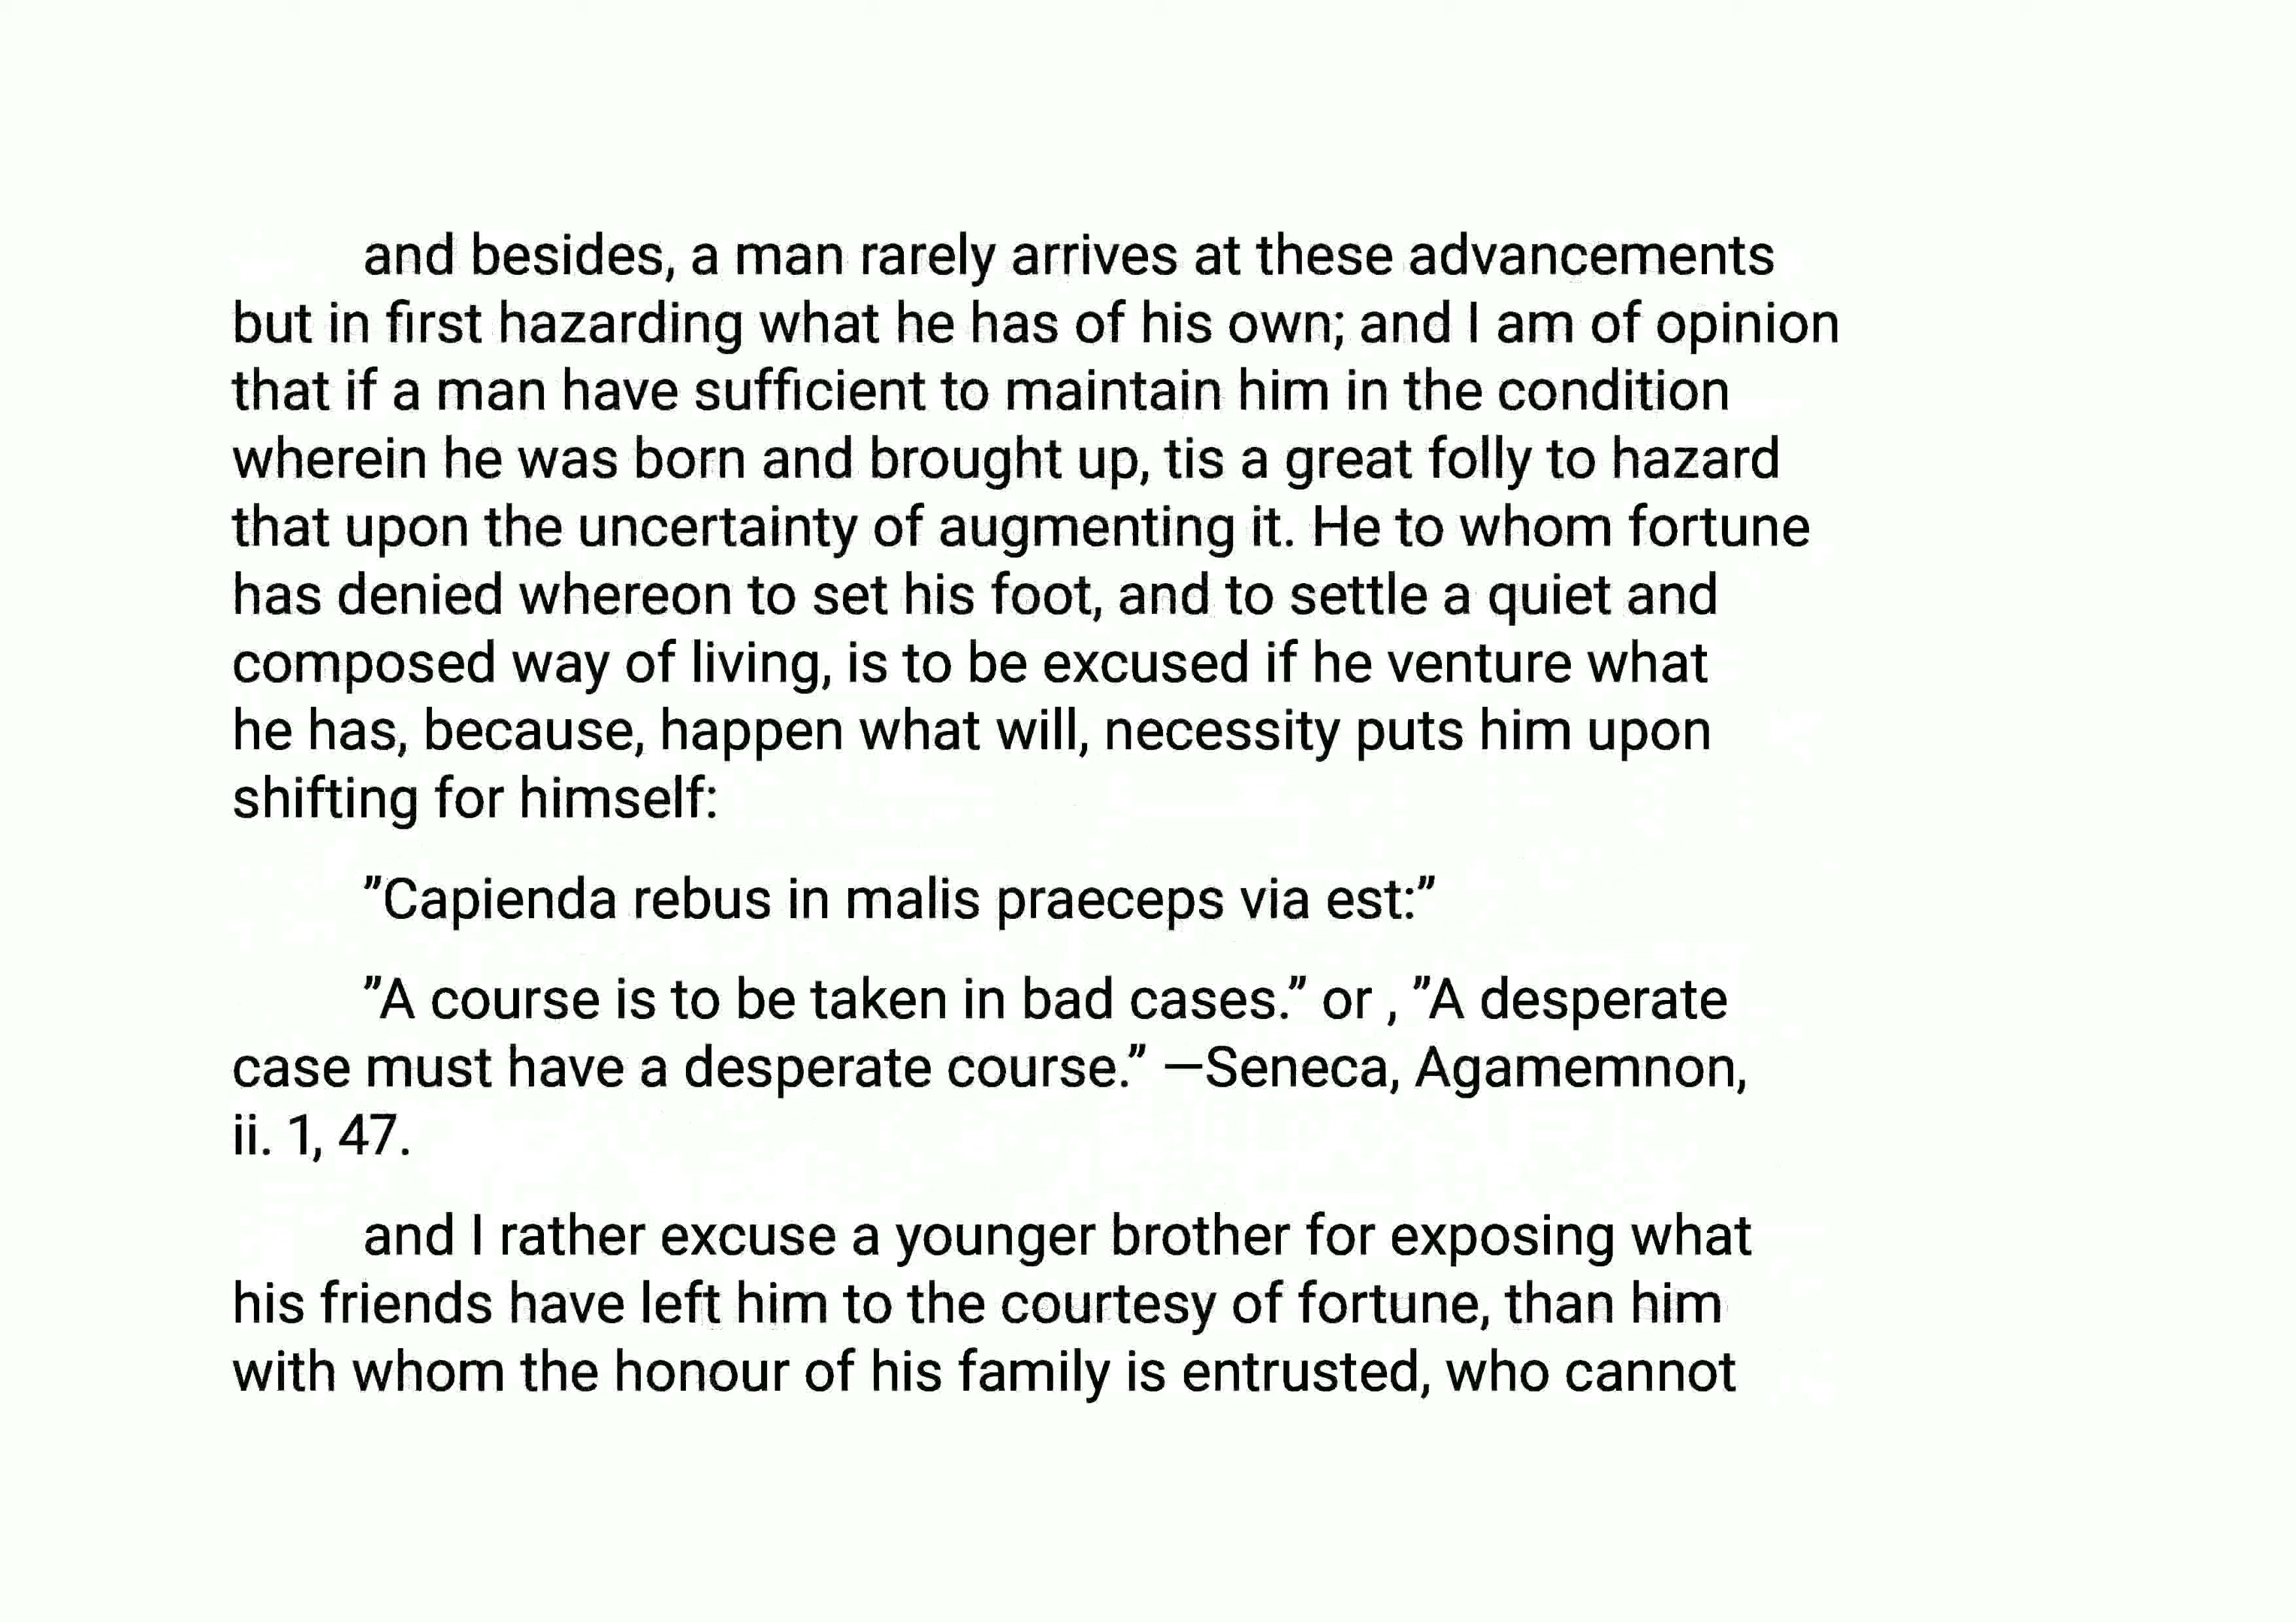 and besides, a man rarely arrives at these advancements
but in first hazarding what he has of his own; and I am of opinion
that if a man have sufficient to maintain him in the condition
wherein he was born and brought up, tis a great folly to hazard
that upon the uncertainty of augmenting it. He to whom fortune
has denied whereon to set his foot, and to settle a quiet and
composed way of living, is to be excused if he venture what
he has, because, happen what will, necessity puts him upon
shifting for himself:
”Capienda rebus in malis praeceps via est:”
”A course is to be taken in bad cases.” or , ”A desperate
case must have a desperate course.” —Seneca, Agamemnon,
ii. 1, 47.
and I rather excuse a younger brother for exposing what
his friends have left him to the courtesy of fortune, than him
with whom the honour of his family is entrusted, who cannot